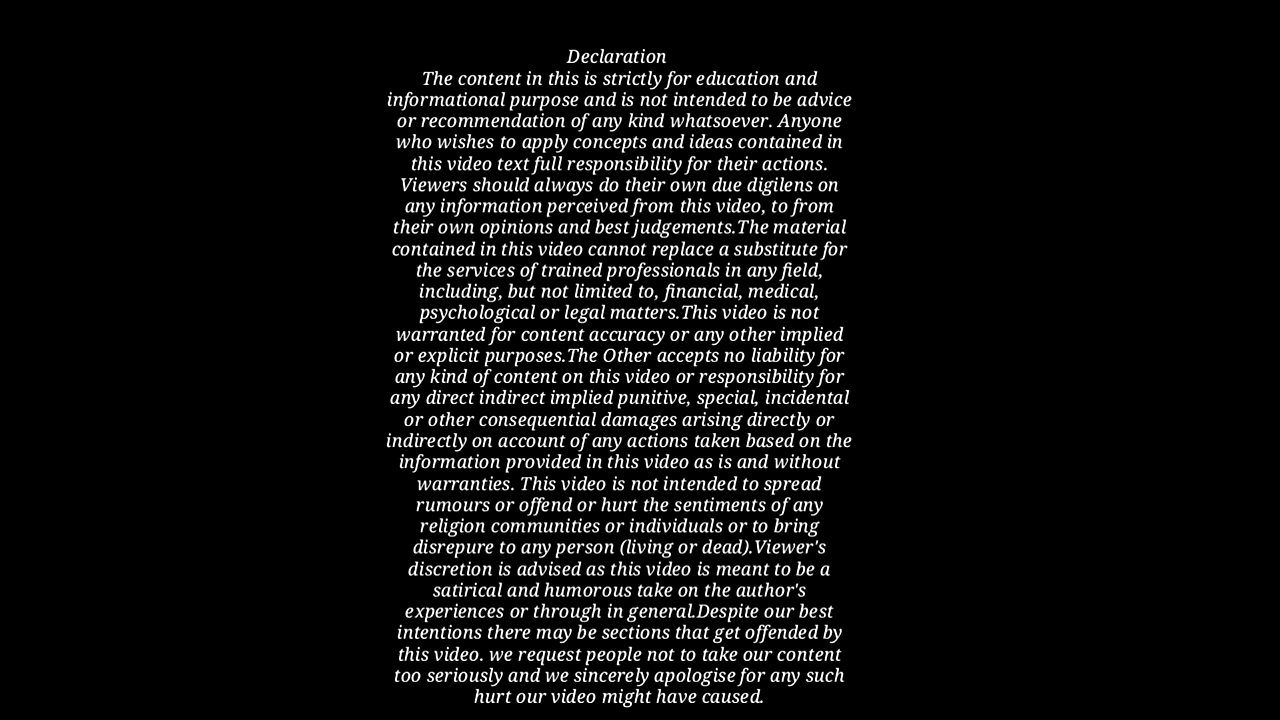 Declaration
The content in this is strictly for education and
informational purpose and is not intended to be advice
or recommendation of any kind whatsoever. Anyone
who wishes to apply concepts and ideas contained in
this video text full responsibility for their actions.
Viewers should always do their own due digilens on
any information perceived from this video, to from
their own opinions and best judgements.The material
contained in this video cannot replace a substitute for
the services of trained professionals in any field,
including, but not limited to, financial, medical,
psychological or legal matters.This video is not
warranted for content accuracy or any other implied
or explicit purposes.The Other accepts no liability for
any kind of content on this video or responsibility for
any direct indirect implied punitive, special, incidental
or other consequential damages arising directly or
indirectly on account of any actions taken based on the
information provided in this video as is and without
warranties. This video is not intended to spread
rumours or offend or hurt the sentiments of any
religion communities or individuals or to bring
disrepure to any person (living or dead).Viewer's
discretion is advised as this video is meant to be a
satirical and humorous take on the author's
experiences or through in general.Despite our best
intentions there may be sections that get offended by
this video. we request people not to take our content
too seriously and we sincerely apologise for any such
hurt our video might have caused.